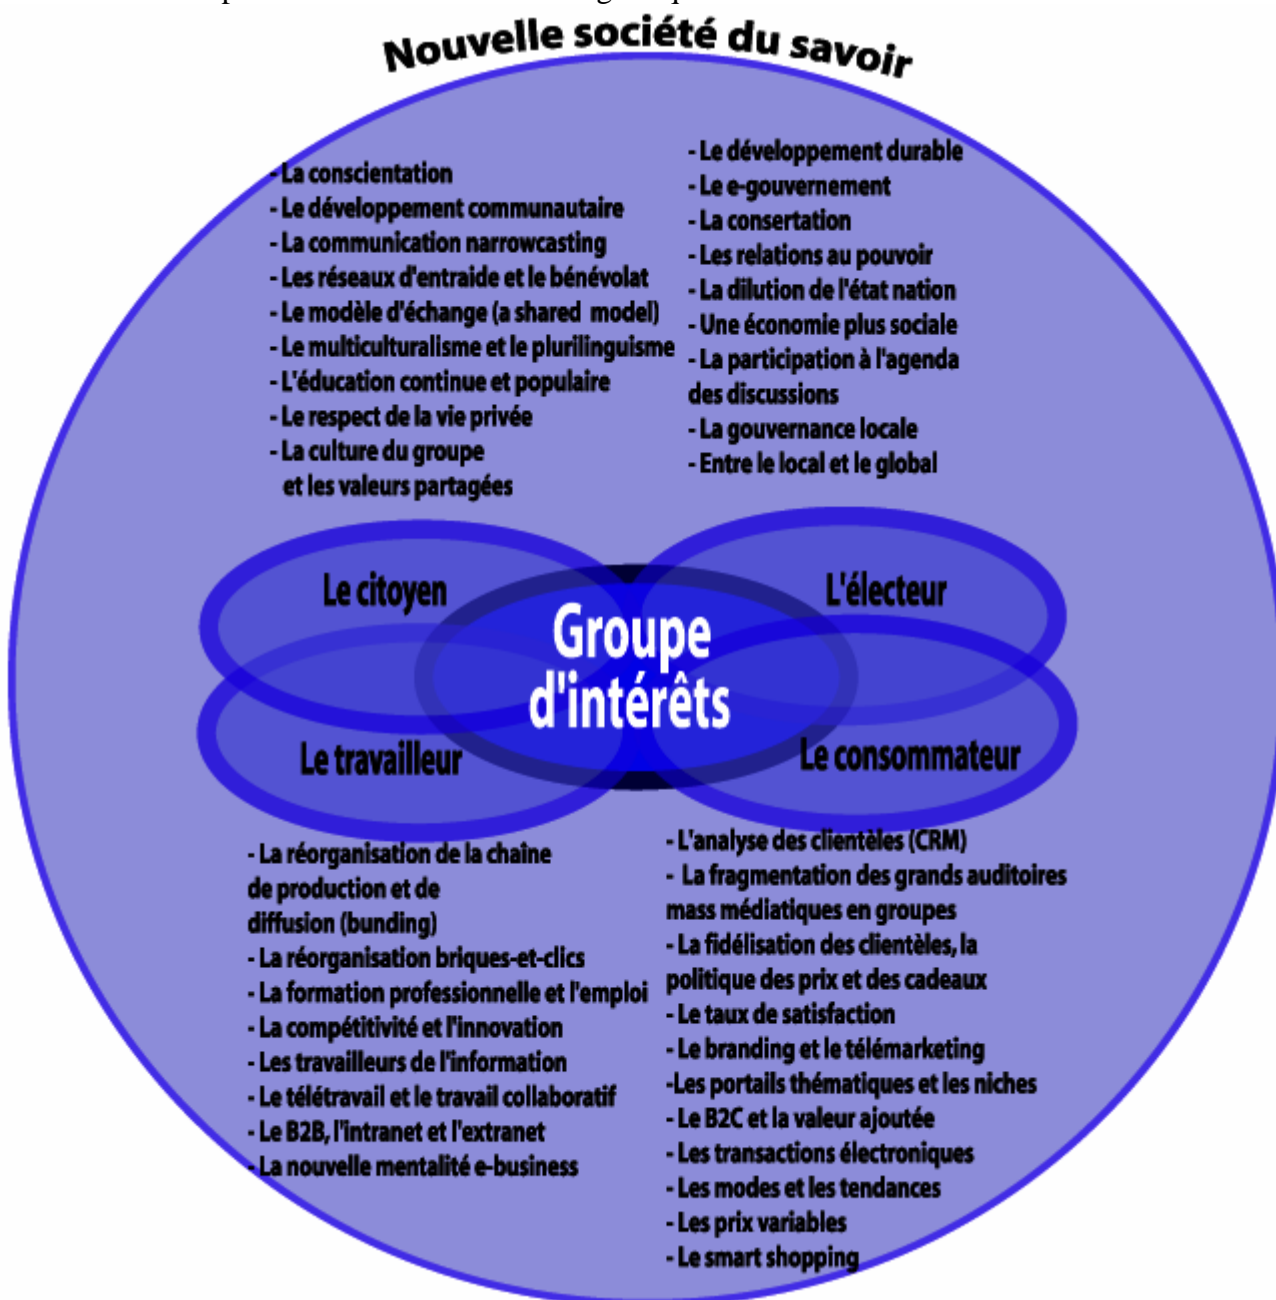 Nouvelle société du savoir
- La conscientation
- Le développement communautaire
- La communication narrowcasting
- Les réseaux d'entraide et le bénévolat
- Le modèle d'échange (a shared model)
- Le multiculturalisme et le plurilinguisme
- L'éducation continue et populaire
- Le respect de la vie privée
- La culture du groupe
et les valeurs partagées
- Le développement durable
- Le e-gouvernement
- La consertation
- Les relations au pouvoir
- La dilution de l'état nation
- Une économie plus sociale
- La participation à l'agenda
des discussions
- La gouvernance locale
- Entre le local et le global
Le citoyen
L'électeur
Groupe
d'intérêts
Le travailleur
Le consommateur
- La réorganisation de la chaîne
de production et de
diffusion (bunding)
- La réorganisation briques-et-clics
- La formation professionnelle et l'emploi
- La compétitivité et l'innovation
- Les travailleurs de l'information
- Le télétravail et le travail collaboratif
- Le B2B, l'intranet et l'extranet
- La nouvelle mentalité e-business
- L'analyse des clientèles (CRM)
- La fragmentation des grands auditoires
mass médiatiques en groupes
- La fidélisation des clientèles, la
politique des prix et des cadeaux
- Le taux de satisfaction
- Le branding et le télémarketing
-Les portails thématiques et les niches
- Le B2C et la valeur ajoutée
- Les transactions électroniques
- Les modes et les tendances
- Les prix variables
- Le smart shopping